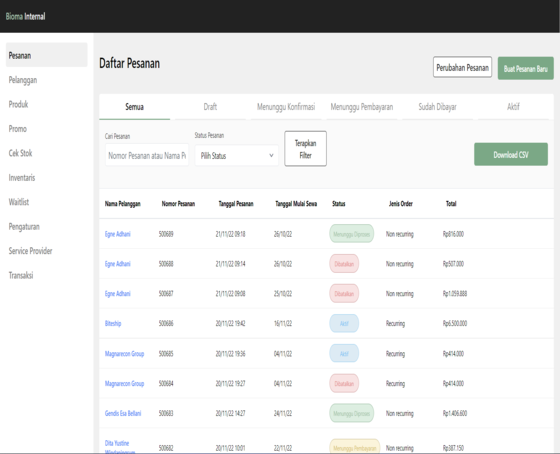 Bioma Internal
Pesanan
Pelanggan
Produk
Promo
Cek Stok
Inventaris
Waitlist
Pengaturan
Service Provider
Transaksi
Daftar Pesanan
Perubahan Pesanan
Buat Pesanan Baru
Semua Draft Menunggu Konfirmasi Menunggu Pembayaran Sudah Dibayar Aktif
Cari Pesanan
Nomor Pesanan atau Nama P
Status Pesanan
Pilih Status
Terapkan
Filter
Download CSV
Nama Pelanggan Nomor Pesanan Tanggal Pesanan Tanggal Mulai Sewa Status Jenis Order Total
Egne Adhani 500689 21/11/22 09:18 26/10/22 Menunggu Diproses Non recurring Rp816.000
Egne Adhani 500688 21/11/22 09:14 26/10/22 Dibatalkan Non recurring Rp507.000
Egne Adhani 500687 21/11/22 09:08 25/10/22 Dibatalkan Non recurring Rp1.059.888
Biteship 500686 20/11/22 19:42 16/11/22 Aktif Recurring Rp6.500.000
Magnarecon Group 500685 20/11/22 19:36 04/11/22 Aktif Recurring Rp414.000
Magnarecon Group 500684 20/11/22 19:27 04/11/22 Dibatalkan Recurring Rp414.000
Gendis Esa Bellani 500683 20/11/22 14:27 24/11/22 Menunggu Diproses Non recurring Rp1.406.600
Dita Yustine 500682 20/11/22 10:01 22/11/22 Menunggu Pembayaran Non recurring Rp387.150